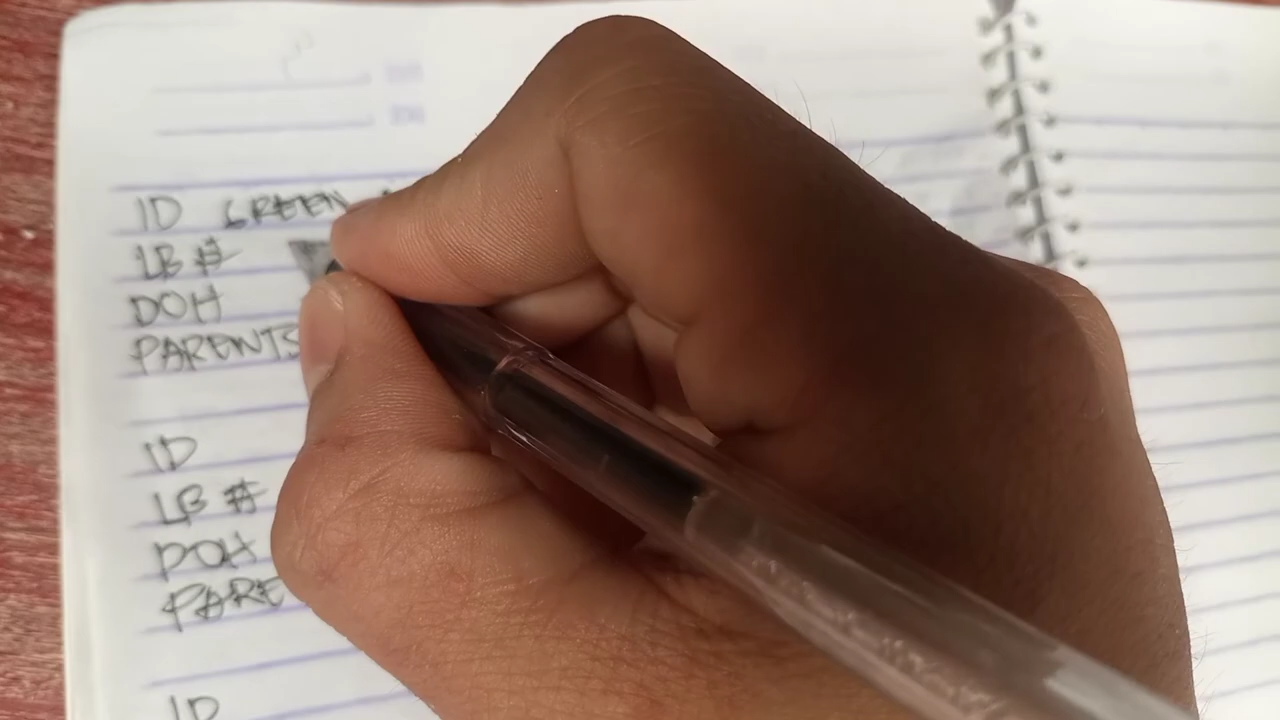 ID GREEN
LB #
DOH
PARENTS
ID
LB #
DOH
PARE
ID